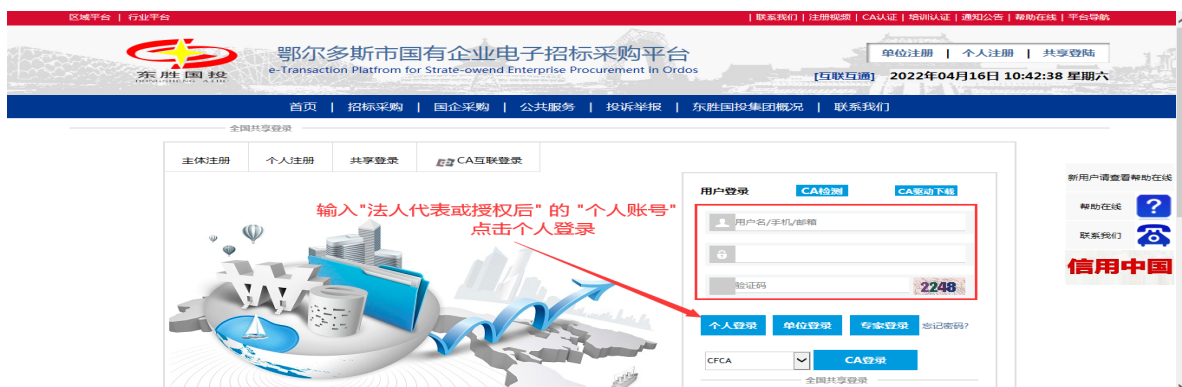 区域平台 | 行业平台
| 联系我们 | 注册视频 | CA认证 | 培训认证 | 通知公告 | 帮助在线 | 平台导航
东胜国投
DONGSHENG A.I.H.
鄂尔多斯市国有企业电子招标采购平台
e-Transaction Platfrom for Strate-owend Enterprise Procurement in Ordos
单位注册 | 个人注册 | 共享登陆
[互联互通] 2022年04月16日 10:42:38 星期六
首页 | 招标采购 | 国企采购 | 公共服务 | 投诉举报 | 东胜国投集团概况 | 联系我们
全国共享登录
主体注册 个人注册 共享登录 CA互联登录
输入"法人代表或授权后" 的 "个人账号"
点击个人登录
用户登录 CA检测 CA驱动下载
用户名/手机/邮箱
验证码 2248
个人登录 单位登录 专家登录 忘记密码?
CFCA CA登录
全国共享登录
新用户请查看帮助在线
帮助在线
联系我们
信用中国